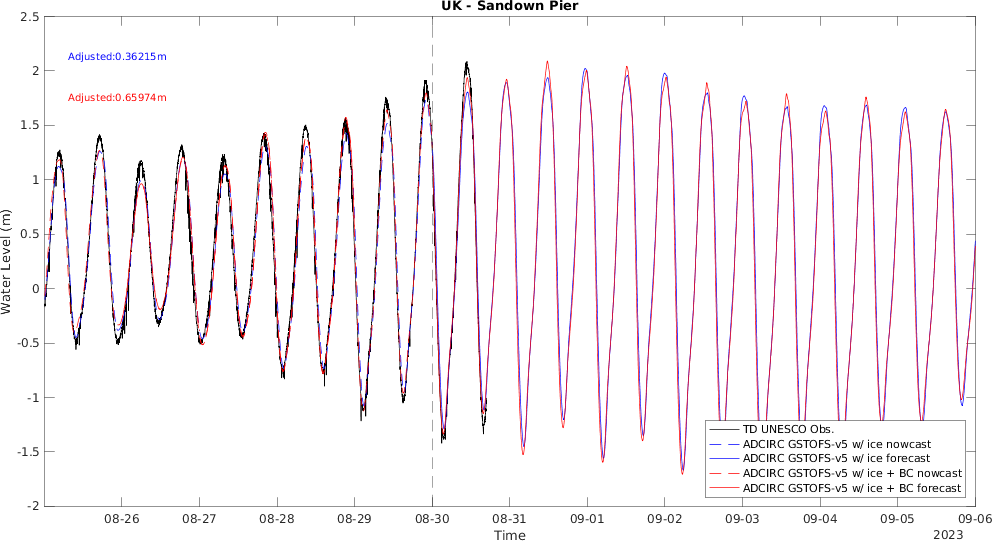 UK - Sandown Pier
2.5
2
1.5
1
0.5
0
-0.5
-1
-1.5
-2
Water Level (m)
Adjusted:0.36215m
Adjusted:0.65974m
TD UNESCO Obs.
ADCIRC GSTOFS-v5 w/ ice nowcast
ADCIRC GSTOFS-v5 w/ ice forecast
ADCIRC GSTOFS-v5 w/ ice + BC nowcast
ADCIRC GSTOFS-v5 w/ ice + BC forecast
08-26 08-27 08-28 08-29 08-30 08-31 09-01 09-02 09-03 09-04 09-05 09-06
Time
2023